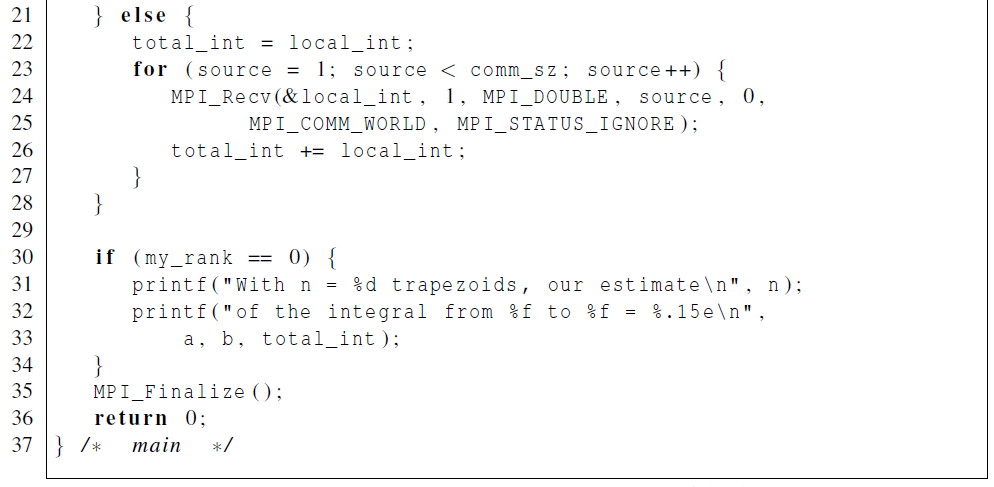 21 } else {
22 total_int = local_int;
23 for (source = 1; source < comm_sz; source++) {
24 MPI_Recv(&local_int, 1, MPI_DOUBLE, source, 0,
25 MPI_COMM_WORLD, MPI_STATUS_IGNORE);
26 total_int += local_int;
27 }
28 }
29
30 if (my_rank == 0) {
31 printf("With n = %d trapezoids, our estimate\n", n);
32 printf("of the integral from %f to %f = %.15e\n",
33 a, b, total_int);
34 }
35 MPI_Finalize();
36 return 0;
37 } /* main */